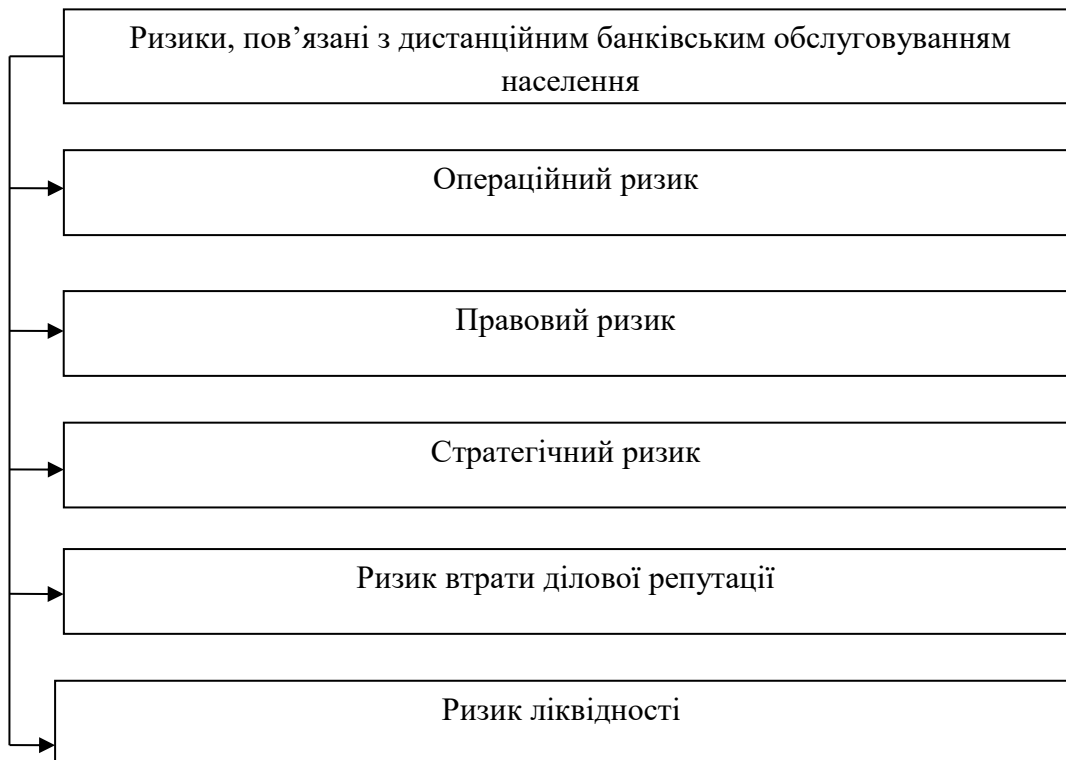 Ризики, пов’язані з дистанційним банківським обслуговуванням
населення
Операційний ризик
Правовий ризик
Стратегічний ризик
Ризик втрати ділової репутації
Ризик ліквідності